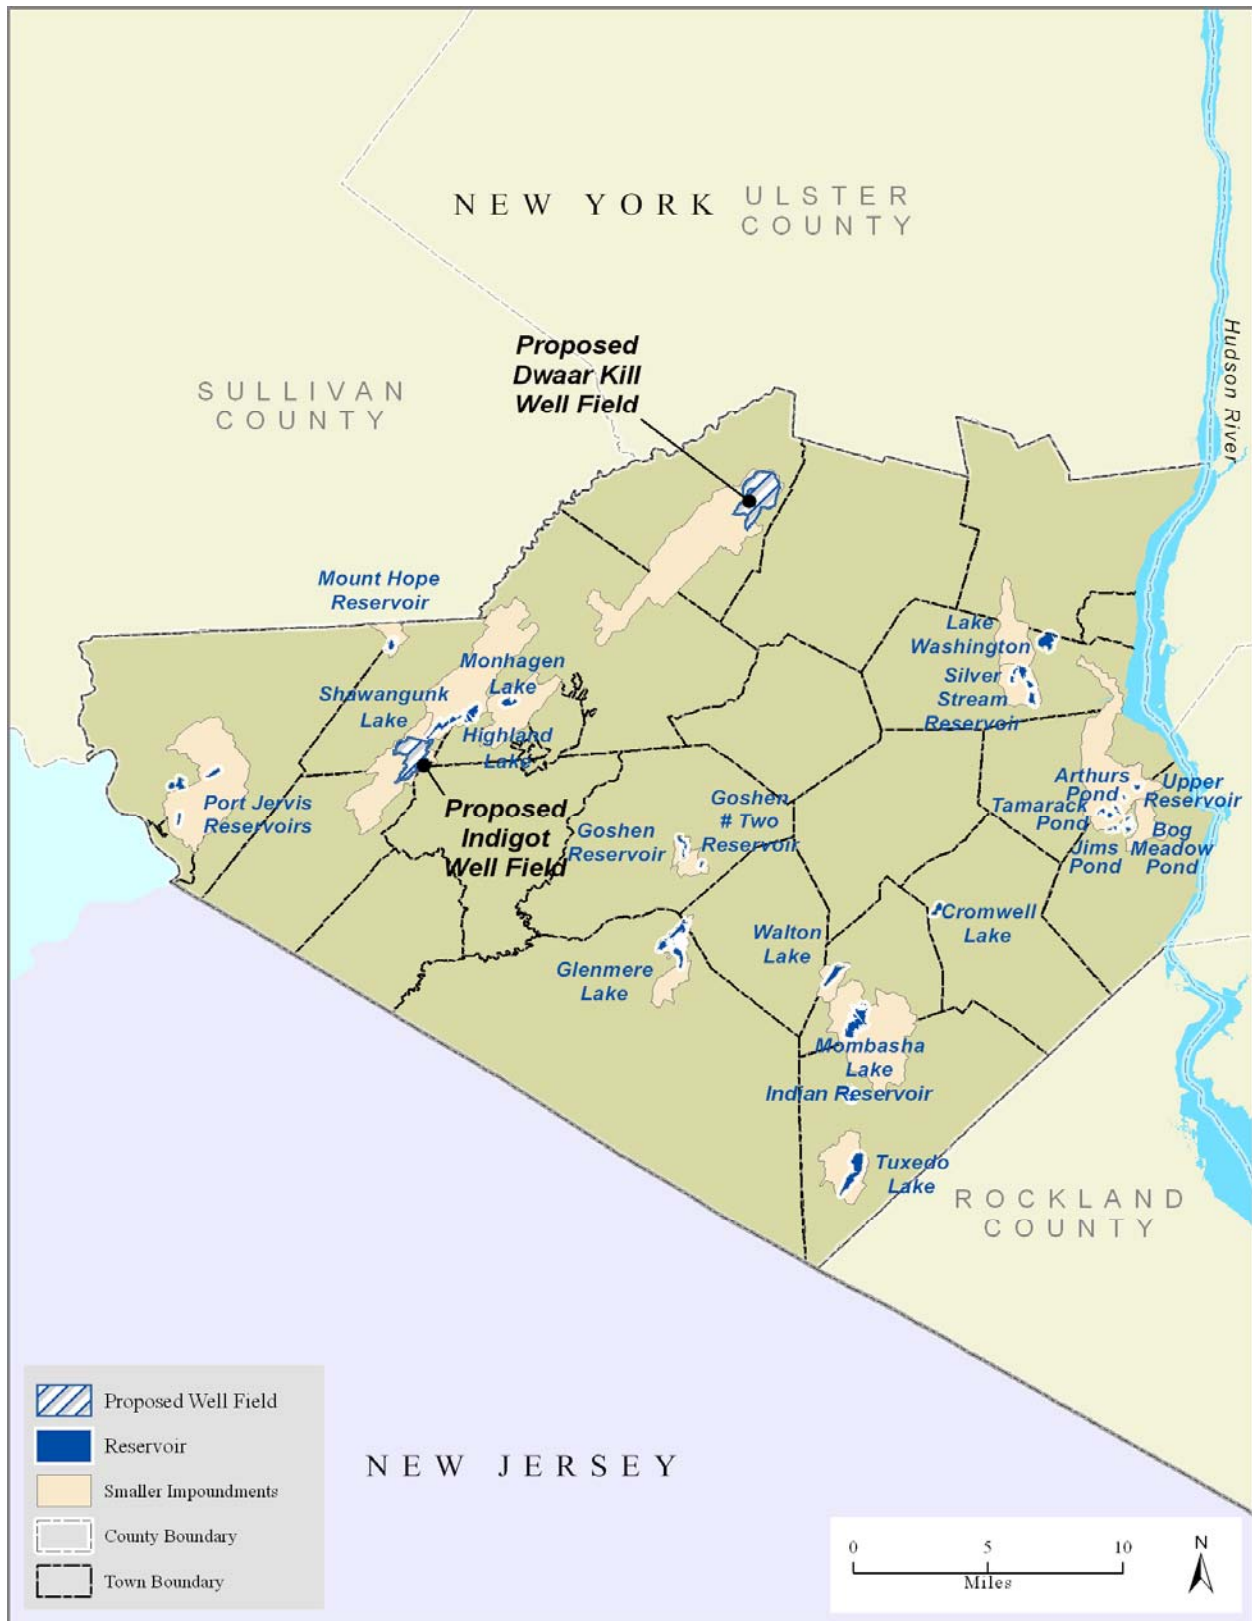 NEW YORK
ULSTER
COUNTY
Hudson River
Proposed
Dwaar Kill
Well Field
SULLIVAN
COUNTY
Mount Hope
Reservoir
Lake
Washington
Monhagen
Lake
Shawangunk
Lake
Silver
Stream
Reservoir
Highland
Lake
Port Jervis
Reservoirs
Proposed
Indigot
Well Field
Goshen
Reservoir
Goshen
# Two
Reservoir
Arthurs
Pond
Upper
Reservoir
Tamarack
Pond
Jims
Pond
Bog
Meadow
Pond
Cromwell
Lake
Walton
Lake
Glenmere
Lake
Mombasha
Lake
Indian Reservoir
Tuxedo
Lake
ROCKLAND
COUNTY
NEW JERSEY
Proposed Well Field
Reservoir
Smaller Impoundments
County Boundary
Town Boundary
0 5 10
Miles
N